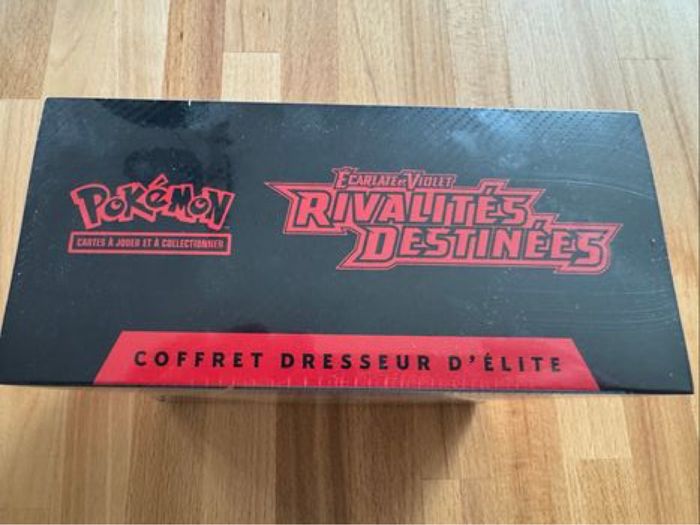 POKÉMON
CARTES À JOUER ET À COLLECTIONNER
ÉCARLATE ET VIOLET
RIVALITÉS
DESTINÉES
COFFRET DRESSEUR D'ÉLITE